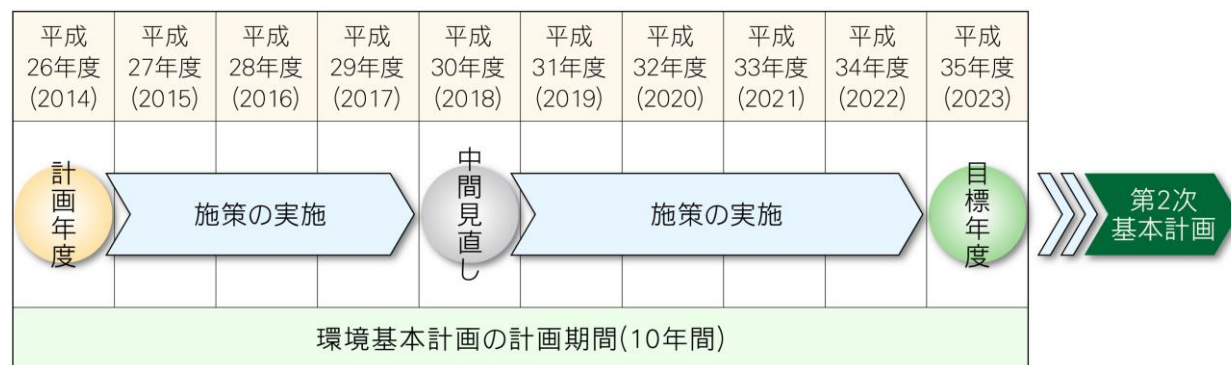 平成
26年度
(2014)
平成
27年度
(2015)
平成
28年度
(2016)
平成
29年度
(2017)
平成
30年度
(2018)
平成
31年度
(2019)
平成
32年度
(2020)
平成
33年度
(2021)
平成
34年度
(2022)
平成
35年度
(2023)
計画年度
施策の実施
中間見直し
施策の実施
目標年度
第2次
基本計画
環境基本計画の計画期間(10年間)